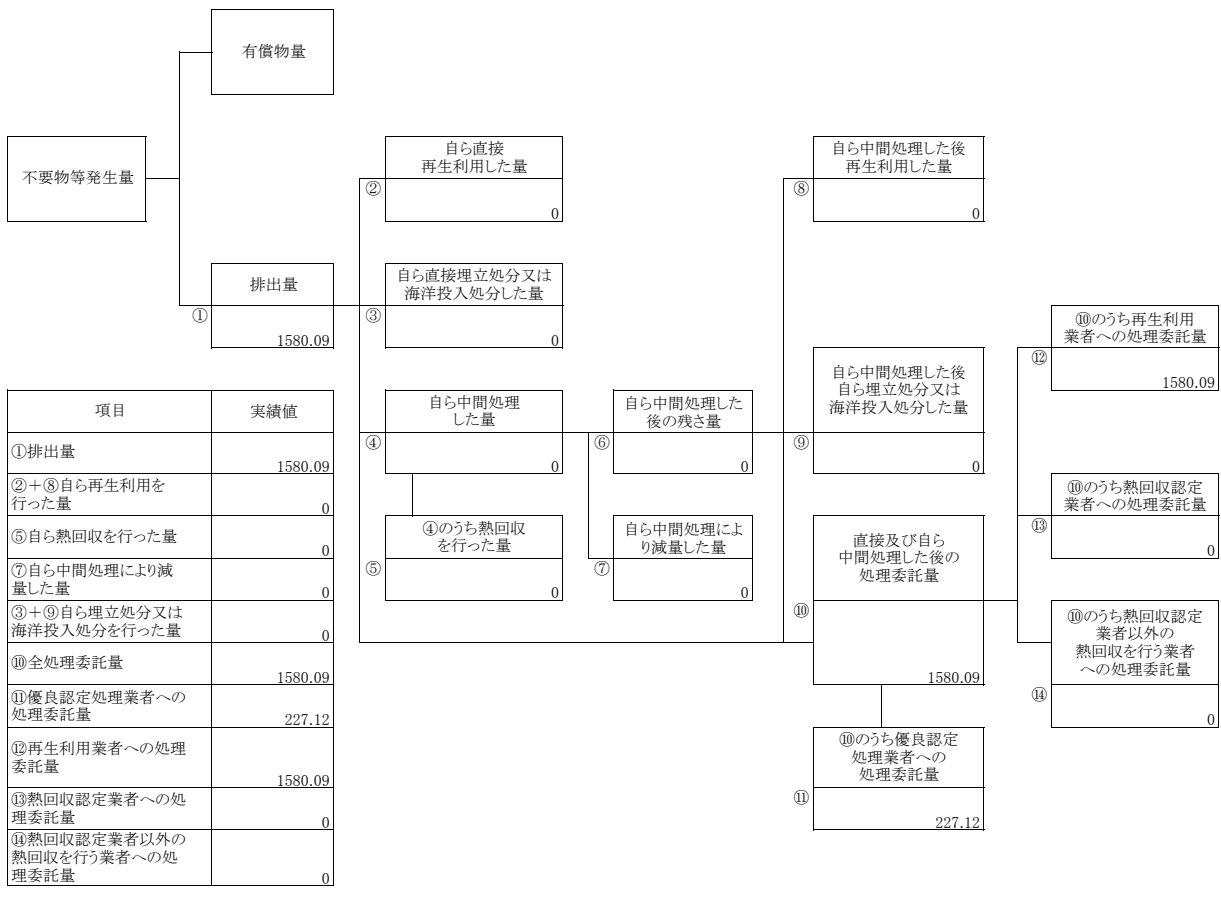 有償物量
不要物等発生量
排出量
①
1580.09
自ら直接
再生利用した量
②
0
自ら直接埋立処分又は
海洋投入処分した量
③
0
自ら中間処理
した量
④
0
④のうち熱回収
を行った量
⑤
0
自ら中間処理した
後の残さ量
⑥
0
自ら中間処理によ
り減量した量
⑦
0
自ら中間処理した後
再生利用した量
⑧
0
自ら中間処理した後
自ら埋立処分又は
海洋投入処分した量
⑨
0
直接及び自ら
中間処理した後の
処理委託量
⑩
1580.09
⑩のうち優良認定
処理業者への
処理委託量
⑪
227.12
⑩のうち再生利用
業者への処理委託量
⑫
1580.09
⑩のうち熱回収認定
業者への処理委託量
⑬
0
⑩のうち熱回収認定
業者以外の
熱回収を行う業者
への処理委託量
⑭
0
項目 実績値
①排出量
1580.09
②＋⑧自ら再生利用を
行った量
0
⑤自ら熱回収を行った量
0
⑦自ら中間処理により減
量した量
0
③＋⑨自ら埋立処分又は
海洋投入処分を行った量
0
⑩全処理委託量
1580.09
⑪優良認定処理業者への
処理委託量
227.12
⑫再生利用業者への処理
委託量
1580.09
⑬熱回収認定業者への処
理委託量
0
⑭熱回収認定業者以外の
熱回収を行う業者への処
理委託量
0